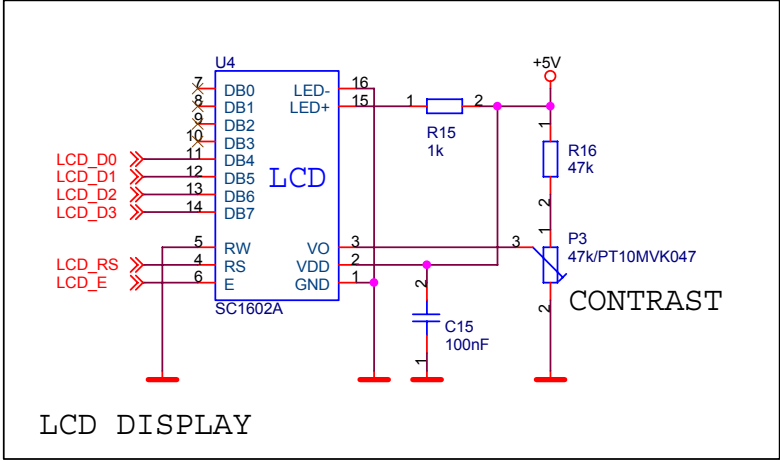 U4
+5V
7 DB0 LED- 16
8 DB1 LED+ 15 1 2
9 DB2
10 DB3
R15
1k
1
R16
47k
2
LCD_D0 11 DB4
LCD_D1 12 DB5
LCD_D2 13 DB6
LCD_D3 14 DB7
LCD
5 RW VO 3
LCD_RS 4 RS VDD 2
LCD_E 6 E GND 1
SC1602A
3
1
P3
47k/PT10MVK047
2
CONTRAST
2
C15
100nF
1
LCD DISPLAY